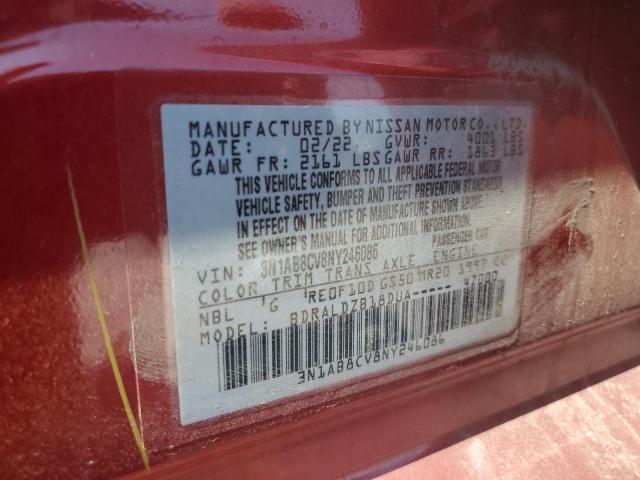 MANUFACTURED BY NISSAN MOTOR CO., LTD.
DATE: 02/22 GVWR: 4001 LBS
GAWR FR: 2161 LBS GAWR RR: 1863 LBS
THIS VEHICLE CONFORMS TO ALL APPLICABLE FEDERAL MOTOR
VEHICLE SAFETY, BUMPER AND THEFT PREVENTION STANDARDS
IN EFFECT ON THE DATE OF MANUFACTURE SHOWN ABOVE.
SEE OWNER'S MANUAL FOR ADDITIONAL INFORMATION.
VIN: 3N1AB8CV8NY246086 PASSENGER CAR
COLOR TRIM TRANS AXLE ENGINE
NBL 'G 'RE0F10D GS50 MR20 1997 CC
MODEL: BDRALDZB18DUA-----
3N1AB8CV8NY246086